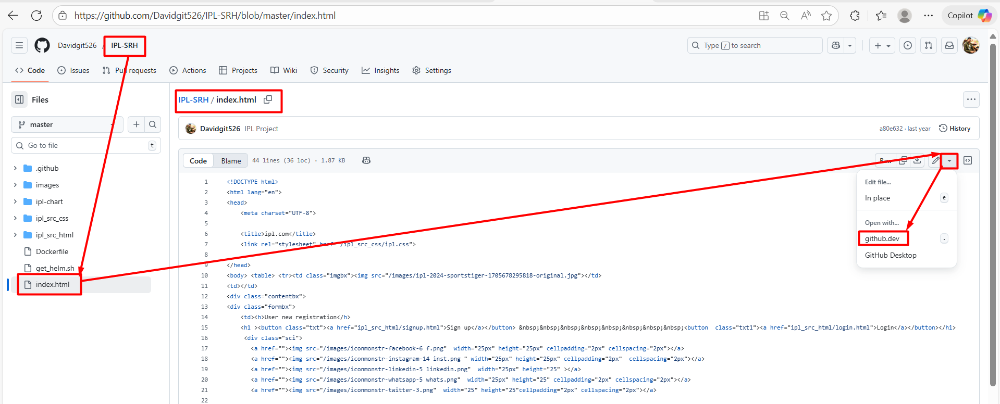 https://github.com/Davidgit526/IPL-SRH/blob/master/index.html
Copilot
Davidgit526 / IPL-SRH
Type / to search
Code
Issues
Pull requests
Actions
Projects
Wiki
Security
Insights
Settings
Files
master
Go to file
t
.github
images
ipl-chart
ipl_src_css
ipl_src_html
Dockerfile
get_helm.sh
index.html
IPL-SRH / index.html
Davidgit526 IPL Project
a80e632 · last year
History
Code
Blame
44 lines (36 loc) · 1.87 KB
Raw
Edit file...
In place
e
Open with...
github.dev
.
GitHub Desktop
1 <!DOCTYPE html>
2 <html lang="en">
3 <head>
4 <meta charset="UTF-8">
5
6 <title>ipl.com</title>
7 <link rel="stylesheet" href="/ipl_src_css/ipl.css">
8
9 </head>
10 <body> <table> <tr><td class="imgbx"><img src="/images/ipl-2024-sportstiger-1705678295818-original.jpg"></td>
11 <td></td>
12 <div class="contentbx">
13 <div class="formbx">
14 <td><h>User new registration</h>
15 <h1 ><button class="txt"><a href="ipl_src_html/signup.html">Sign up</a></button> &nbsp;&nbsp;&nbsp;&nbsp;&nbsp;&nbsp;&nbsp;&nbsp;<button  class="txt1"><a href="ipl_src_html/login.html">Login</a></button></h1>
16 <div class="sci">
17 <a href=""><img src="/images/iconmonstr-facebook-6 f.png"  width="25px" height="25px" cellpadding="2px" cellspacing="2px"></a>
18 <a href=""><img src="/images/iconmonstr-instagram-14 inst.png " width="25px" height="25px" cellpadding="2px"  cellspacing="2px"></a>
19 <a href=""><img src="/images/iconmonstr-linkedin-5 linkedin.png"  width="25px" height="25" ></a>
20 <a href=""><img src="/images/iconmonstr-whatsapp-5 whats.png"  width="25px" height="25" cellpadding="2px" cellspacing="2px"></a>
21 <a href=""><img src="/images/iconmonstr-twitter-3.png"  width="25" height="25"cellpadding="2px" cellspacing="2px"></a>
22